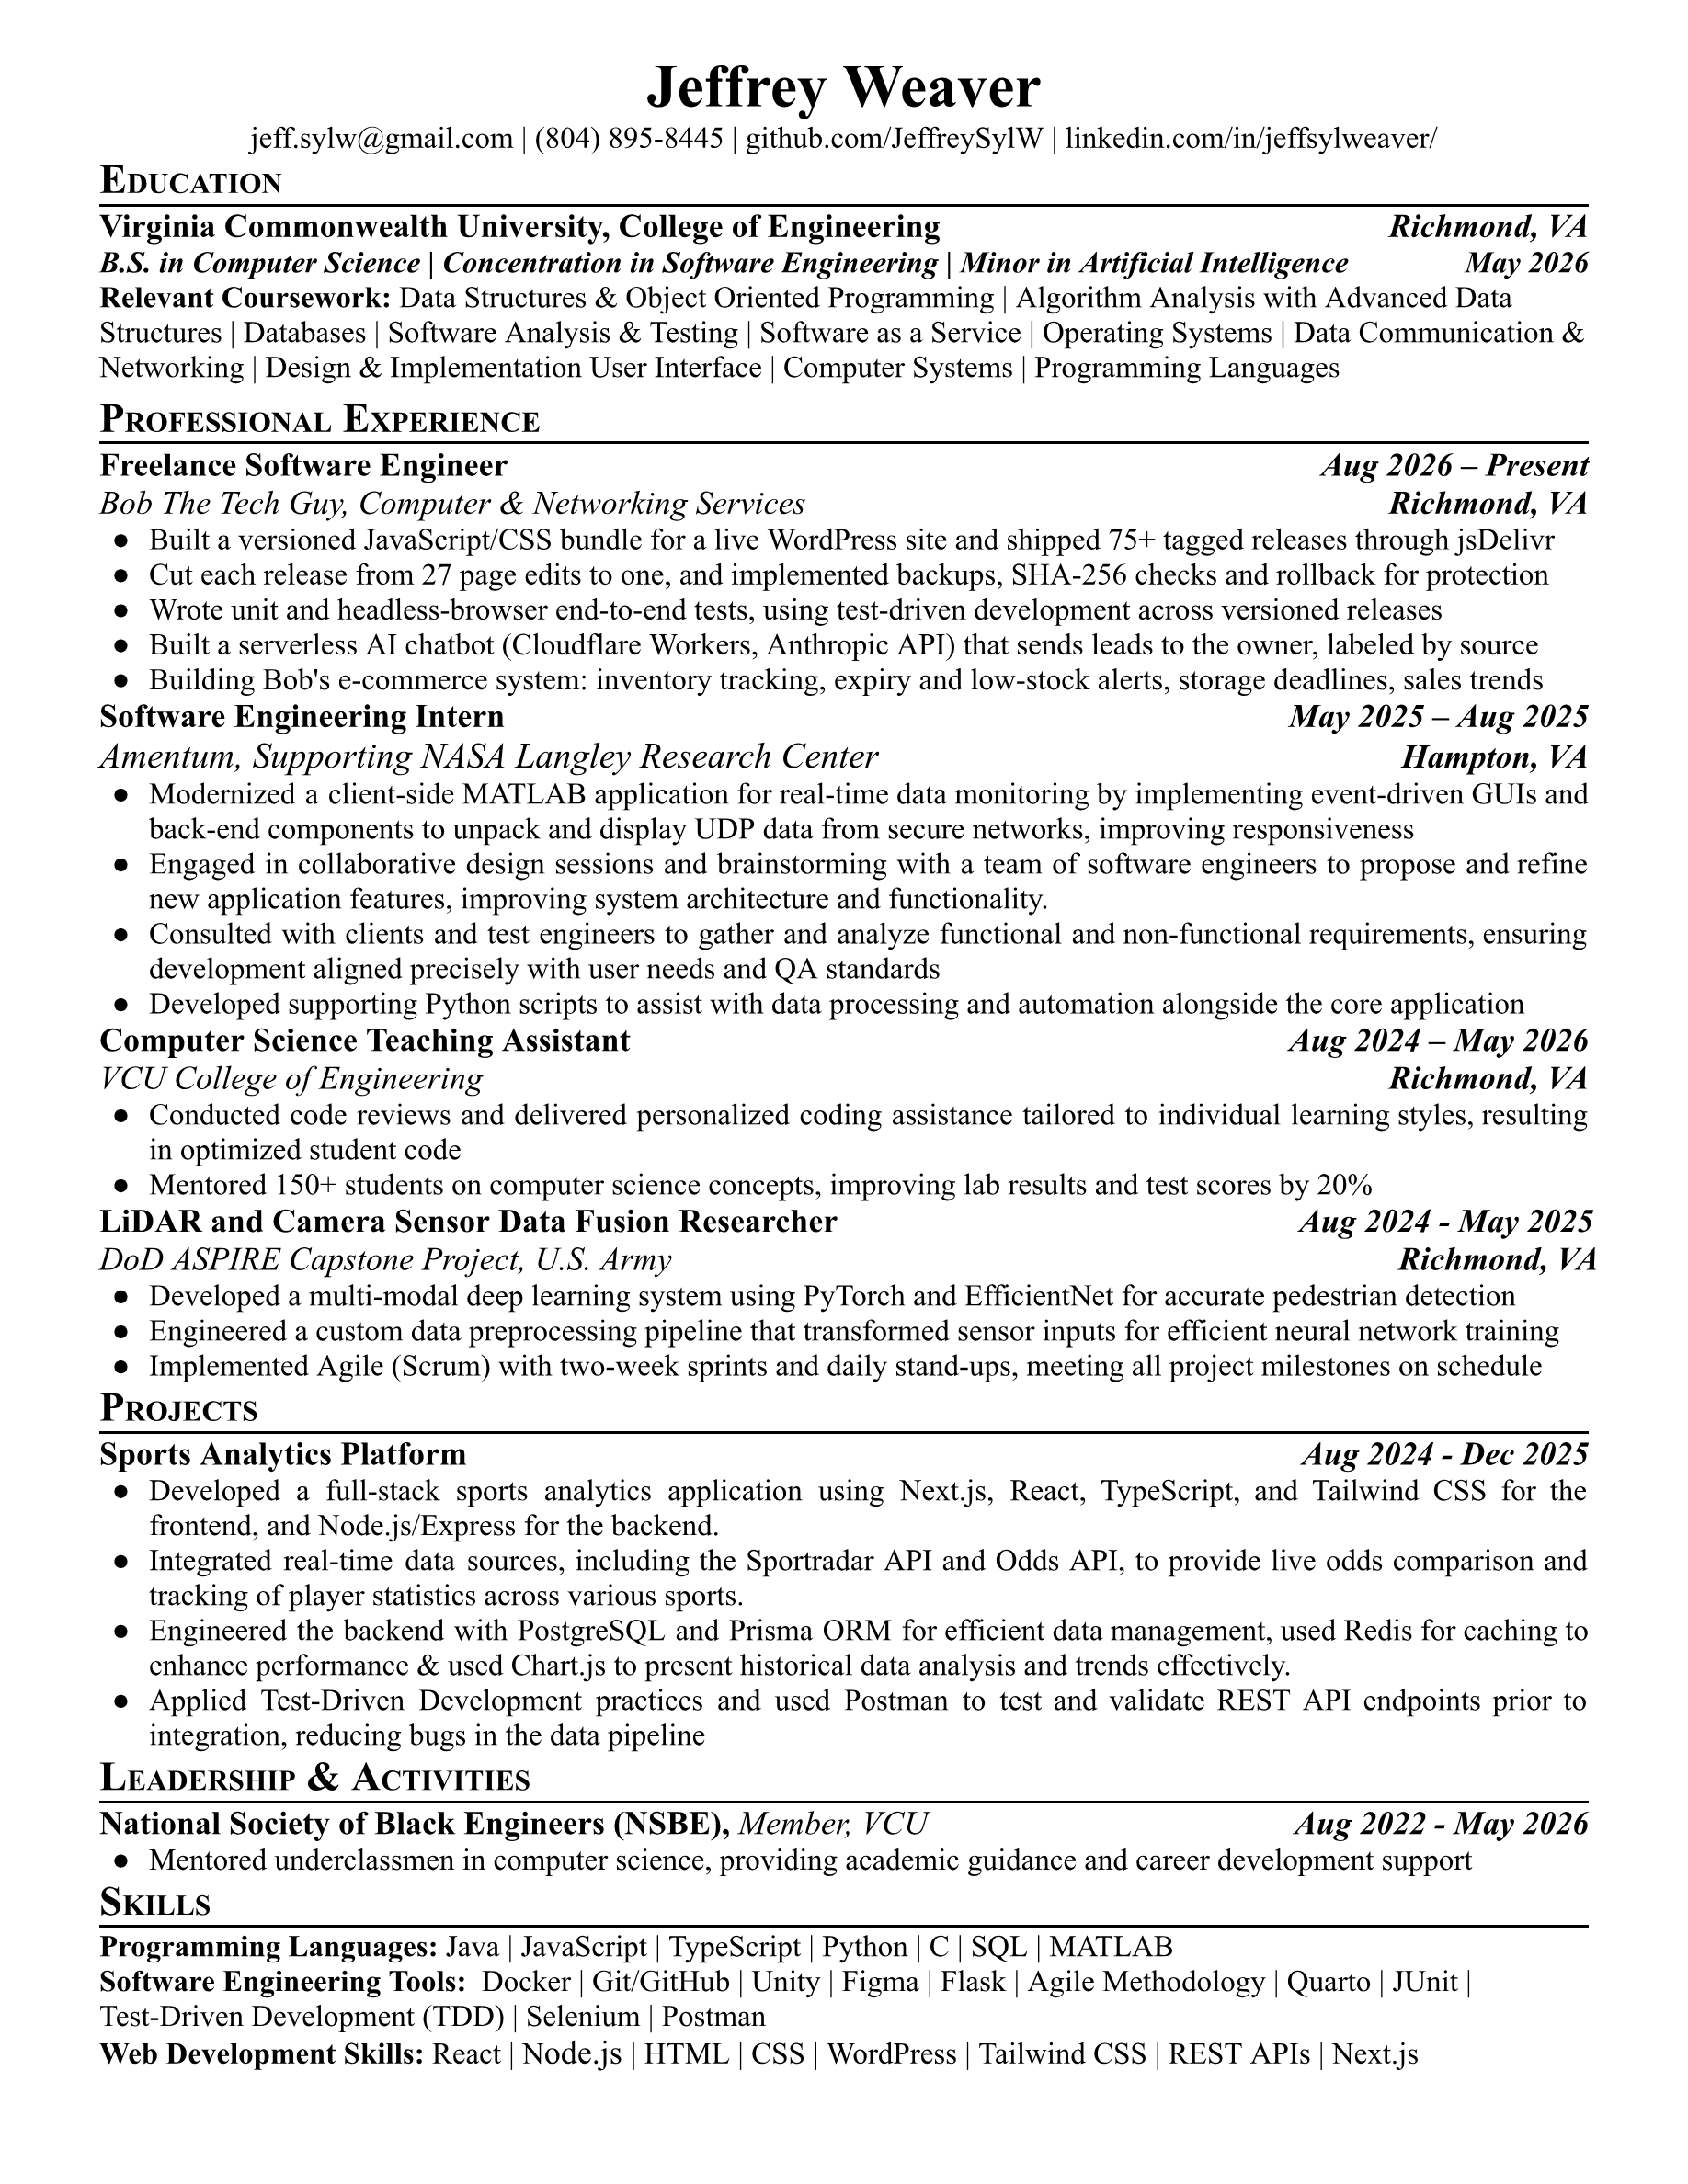 Jeffrey Weaver
jeff.sylw@gmail.com | (804) 895-8445 | github.com/JeffreySylW | linkedin.com/in/jeffsylweaver/
Education
Virginia Commonwealth University, College of Engineering Richmond, VA
B.S. in Computer Science | Concentration in Software Engineering | Minor in Artificial Intelligence May 2026
Relevant Coursework: Data Structures & Object Oriented Programming | Algorithm Analysis with Advanced Data
Structures | Databases | Software Analysis & Testing | Software as a Service | Operating Systems | Data Communication &
Networking | Design & Implementation User Interface | Computer Systems | Programming Languages
Professional Experience
Freelance Software Engineer Aug 2026 – Present
Bob The Tech Guy, Computer & Networking Services Richmond, VA
● Built a versioned JavaScript/CSS bundle for a live WordPress site and shipped 75+ tagged releases through jsDelivr
● Cut each release from 27 page edits to one, and implemented backups, SHA-256 checks and rollback for protection
● Wrote unit and headless-browser end-to-end tests, using test-driven development across versioned releases
● Built a serverless AI chatbot (Cloudflare Workers, Anthropic API) that sends leads to the owner, labeled by source
● Building Bob's e-commerce system: inventory tracking, expiry and low-stock alerts, storage deadlines, sales trends
Software Engineering Intern May 2025 – Aug 2025
Amentum, Supporting NASA Langley Research Center Hampton, VA
● Modernized a client-side MATLAB application for real-time data monitoring by implementing event-driven GUIs and
back-end components to unpack and display UDP data from secure networks, improving responsiveness
● Engaged in collaborative design sessions and brainstorming with a team of software engineers to propose and refine
new application features, improving system architecture and functionality.
● Consulted with clients and test engineers to gather and analyze functional and non-functional requirements, ensuring
development aligned precisely with user needs and QA standards
● Developed supporting Python scripts to assist with data processing and automation alongside the core application
Computer Science Teaching Assistant Aug 2024 – May 2026
VCU College of Engineering Richmond, VA
● Conducted code reviews and delivered personalized coding assistance tailored to individual learning styles, resulting
in optimized student code
● Mentored 150+ students on computer science concepts, improving lab results and test scores by 20%
LiDAR and Camera Sensor Data Fusion Researcher Aug 2024 - May 2025
DoD ASPIRE Capstone Project, U.S. Army Richmond, VA
● Developed a multi-modal deep learning system using PyTorch and EfficientNet for accurate pedestrian detection
● Engineered a custom data preprocessing pipeline that transformed sensor inputs for efficient neural network training
● Implemented Agile (Scrum) with two-week sprints and daily stand-ups, meeting all project milestones on schedule
Projects
Sports Analytics Platform Aug 2024 - Dec 2025
● Developed a full-stack sports analytics application using Next.js, React, TypeScript, and Tailwind CSS for the
frontend, and Node.js/Express for the backend.
● Integrated real-time data sources, including the Sportradar API and Odds API, to provide live odds comparison and
tracking of player statistics across various sports.
● Engineered the backend with PostgreSQL and Prisma ORM for efficient data management, used Redis for caching to
enhance performance & used Chart.js to present historical data analysis and trends effectively.
● Applied Test-Driven Development practices and used Postman to test and validate REST API endpoints prior to
integration, reducing bugs in the data pipeline
Leadership & Activities
National Society of Black Engineers (NSBE), Member, VCU Aug 2022 - May 2026
● Mentored underclassmen in computer science, providing academic guidance and career development support
Skills
Programming Languages: Java | JavaScript | TypeScript | Python | C | SQL | MATLAB
Software Engineering Tools: Docker | Git/GitHub | Unity | Figma | Flask | Agile Methodology | Quarto | JUnit |
Test-Driven Development (TDD) | Selenium | Postman
Web Development Skills: React | Node.js | HTML | CSS | WordPress | Tailwind CSS | REST APIs | Next.js